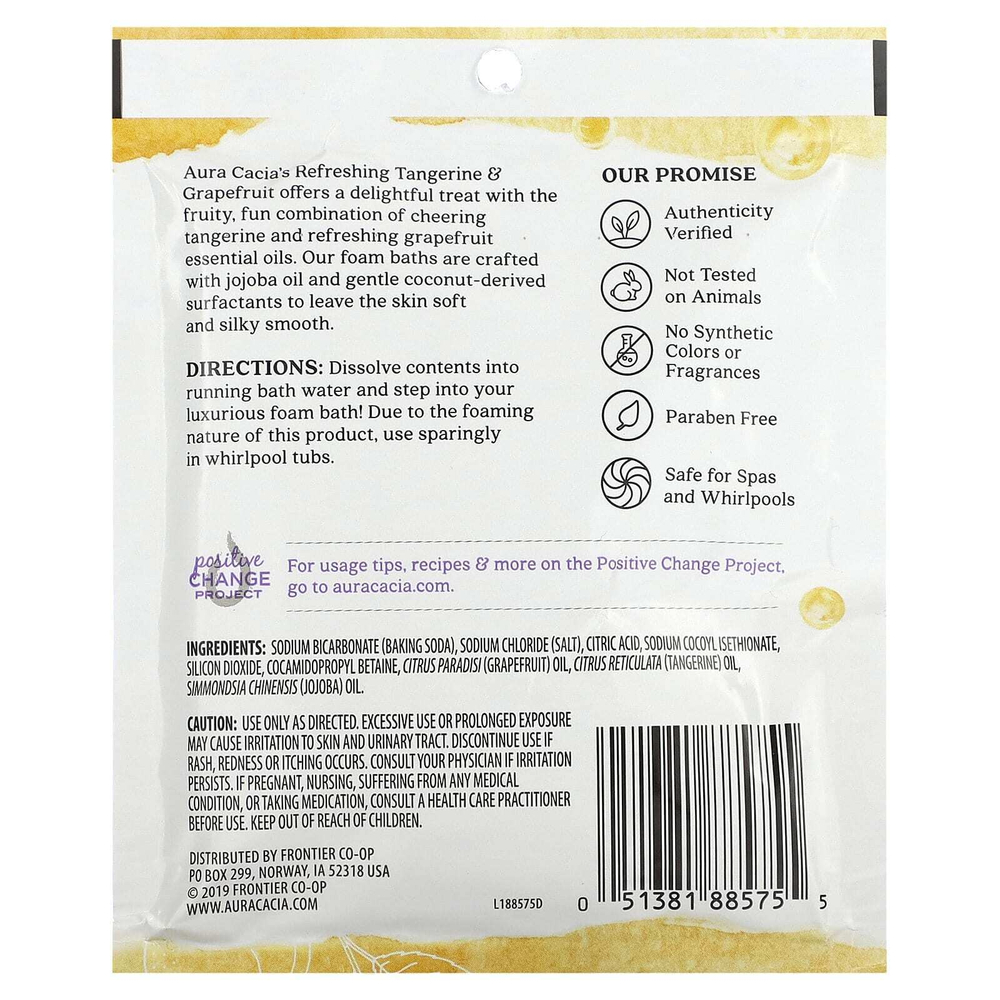 Aura Cacia's Refreshing Tangerine &
Grapefruit offers a delightful treat with the
fruity, fun combination of cheering
tangerine and refreshing grapefruit
essential oils. Our foam baths are crafted
with jojoba oil and gentle coconut-derived
surfactants to leave the skin soft
and silky smooth.
DIRECTIONS: Dissolve contents into
running bath water and step into your
luxurious foam bath! Due to the foaming
nature of this product, use sparingly
in whirlpool tubs.
OUR PROMISE
Authenticity
Verified
Not Tested
on Animals
No Synthetic
Colors or
Fragrances
Paraben Free
Safe for Spas
and Whirlpools
positive
CHANGE
PROJECT
For usage tips, recipes & more on the Positive Change Project,
go to auracacia.com.
INGREDIENTS: SODIUM BICARBONATE (BAKING SODA), SODIUM CHLORIDE (SALT), CITRIC ACID, SODIUM COCOYL ISETHIONATE,
SILICON DIOXIDE, COCAMIDOPROPYL BETAINE, CITRUS PARADISI (GRAPEFRUIT) OIL, CITRUS RETICULATA (TANGERINE) OIL,
SIMMONDSIA CHINENSIS (JOJOBA) OIL.
CAUTION: USE ONLY AS DIRECTED. EXCESSIVE USE OR PROLONGED EXPOSURE
MAY CAUSE IRRITATION TO SKIN AND URINARY TRACT. DISCONTINUE USE IF
RASH, REDNESS OR ITCHING OCCURS. CONSULT YOUR PHYSICIAN IF IRRITATION
PERSISTS. IF PREGNANT, NURSING, SUFFERING FROM ANY MEDICAL
CONDITION, OR TAKING MEDICATION, CONSULT A HEALTH CARE PRACTITIONER
BEFORE USE. KEEP OUT OF REACH OF CHILDREN.
DISTRIBUTED BY FRONTIER CO-OP
PO BOX 299, NORWAY, IA 52318 USA
© 2019 FRONTIER CO-OP
WWW.AURACACIA.COM
L188575D
0 51381 88575 5